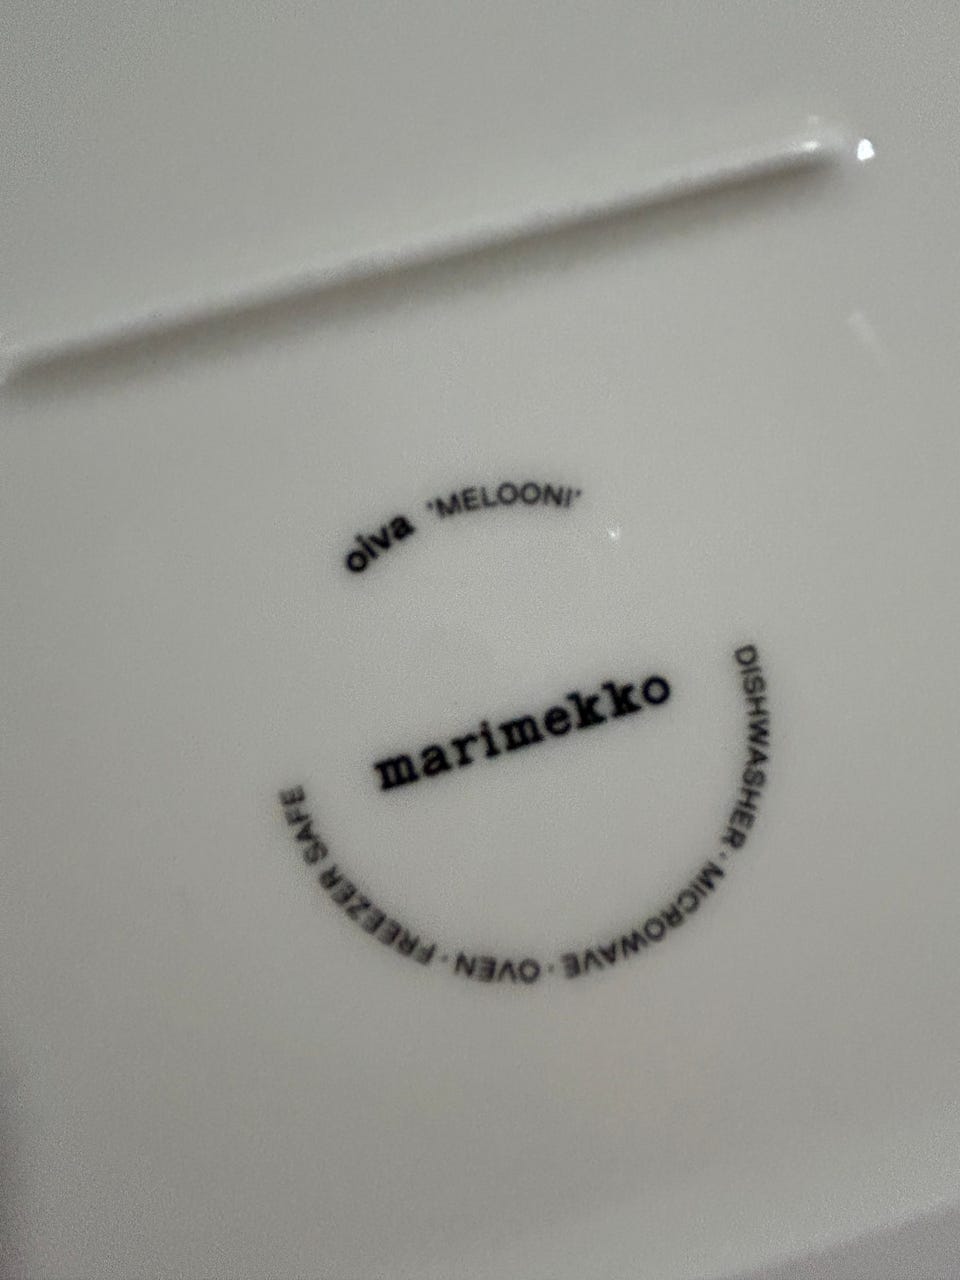 oiva 'MELOONI'
marimekko
DISHWASHER · MICROWAVE · OVEN · FREEZER SAFE